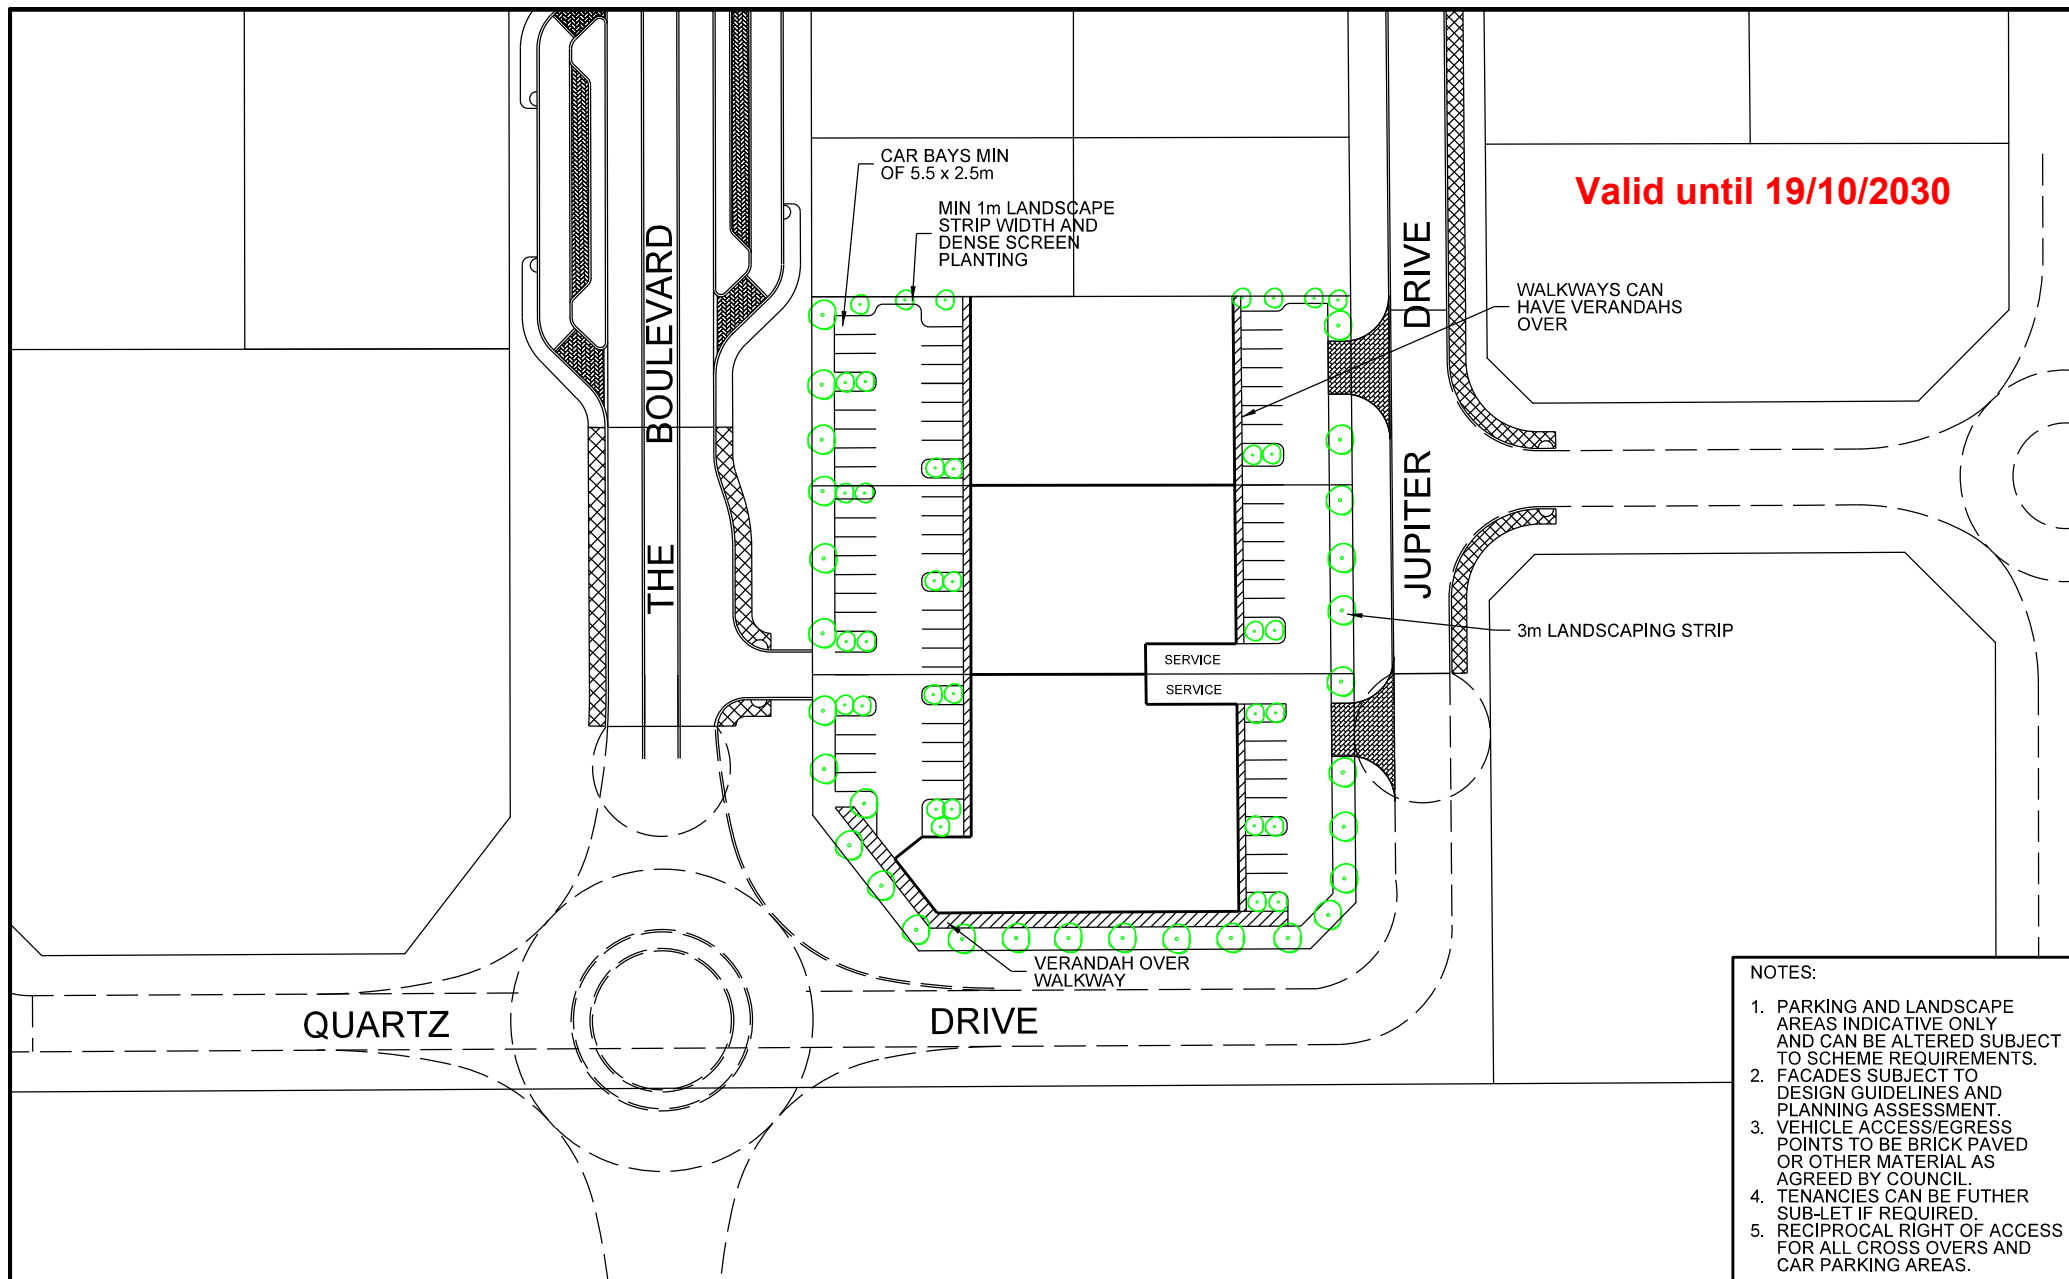 CAR BAYS MIN
OF 5.5 x 2.5m
MIN 1m LANDSCAPE
STRIP WIDTH AND
DENSE SCREEN
PLANTING
Valid until 19/10/2030
WALKWAYS CAN
HAVE VERANDAHS
OVER
THE BOULEVARD
JUPITER DRIVE
3m LANDSCAPING STRIP
SERVICE
SERVICE
VERANDAH OVER
WALKWAY
QUARTZ DRIVE
NOTES:
1. PARKING AND LANDSCAPE
AREAS INDICATIVE ONLY
AND CAN BE ALTERED SUBJECT
TO SCHEME REQUIREMENTS.
2. FACADES SUBJECT TO
DESIGN GUIDELINES AND
PLANNING ASSESSMENT.
3. VEHICLE ACCESS/EGRESS
POINTS TO BE BRICK PAVED
OR OTHER MATERIAL AS
AGREED BY COUNCIL.
4. TENANCIES CAN BE FUTHER
SUB-LET IF REQUIRED.
5. RECIPROCAL RIGHT OF ACCESS
FOR ALL CROSS OVERS AND
CAR PARKING AREAS.